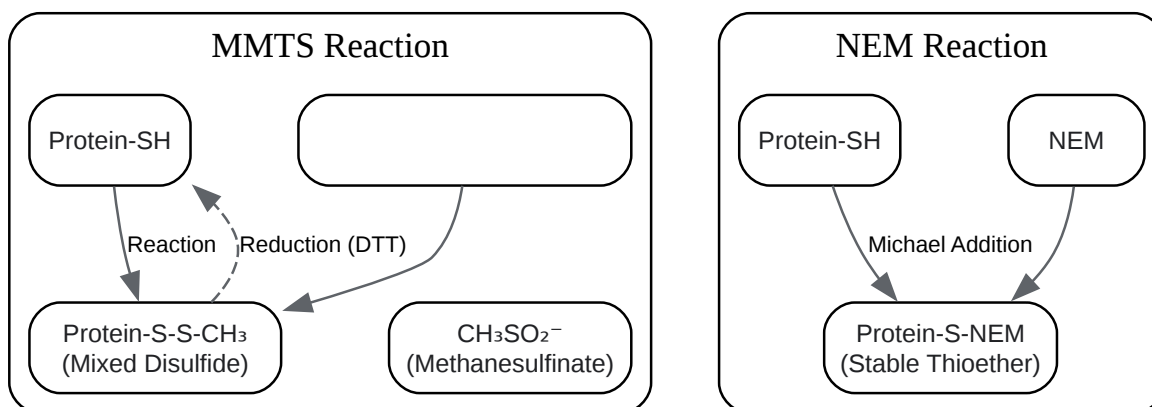 MMTS Reaction
Protein-SH
Reaction
Reduction (DTT)
Protein-S-S-CH₃
(Mixed Disulfide)
CH₃SO₂⁻
(Methanesulfinate)
NEM Reaction
Protein-SH
NEM
Michael Addition
Protein-S-NEM
(Stable Thioether)